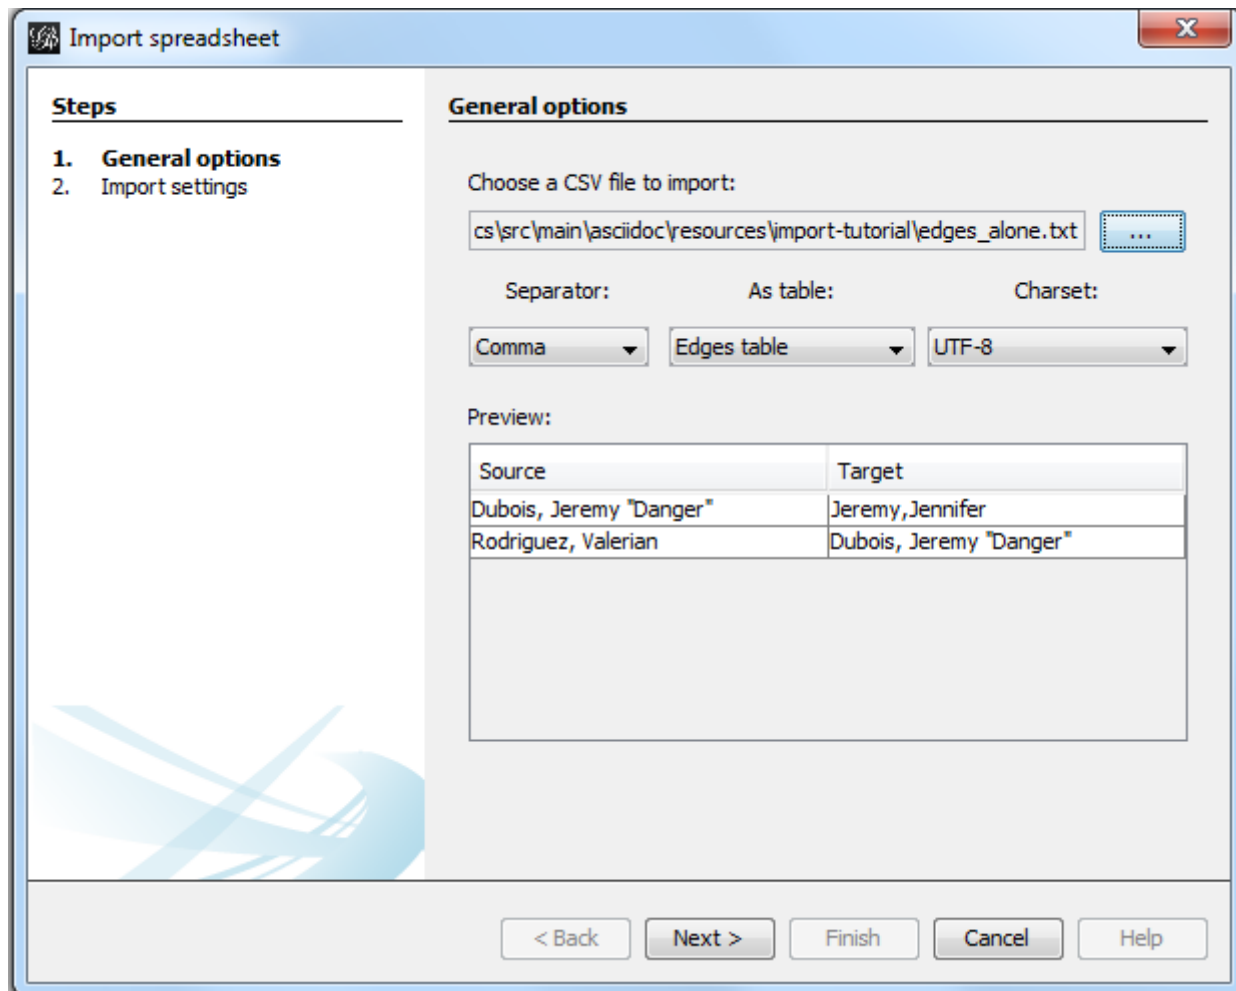 Import spreadsheet
Steps
1. General options
2. Import settings
General options
Choose a CSV file to import:
cs\src\main\asciidoc\resources\import-tutorial\edges_alone.txt ...
Separator: As table: Charset:
Comma Edges table UTF-8
Preview:
Source Target
Dubois, Jeremy "Danger" Jeremy,Jennifer
Rodriguez, Valerian Dubois, Jeremy "Danger"
< Back Next > Finish Cancel Help